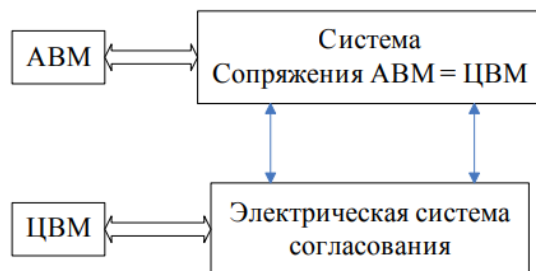 АВМ
Система
Сопряжения АВМ = ЦВМ
ЦВМ
Электрическая система
согласования